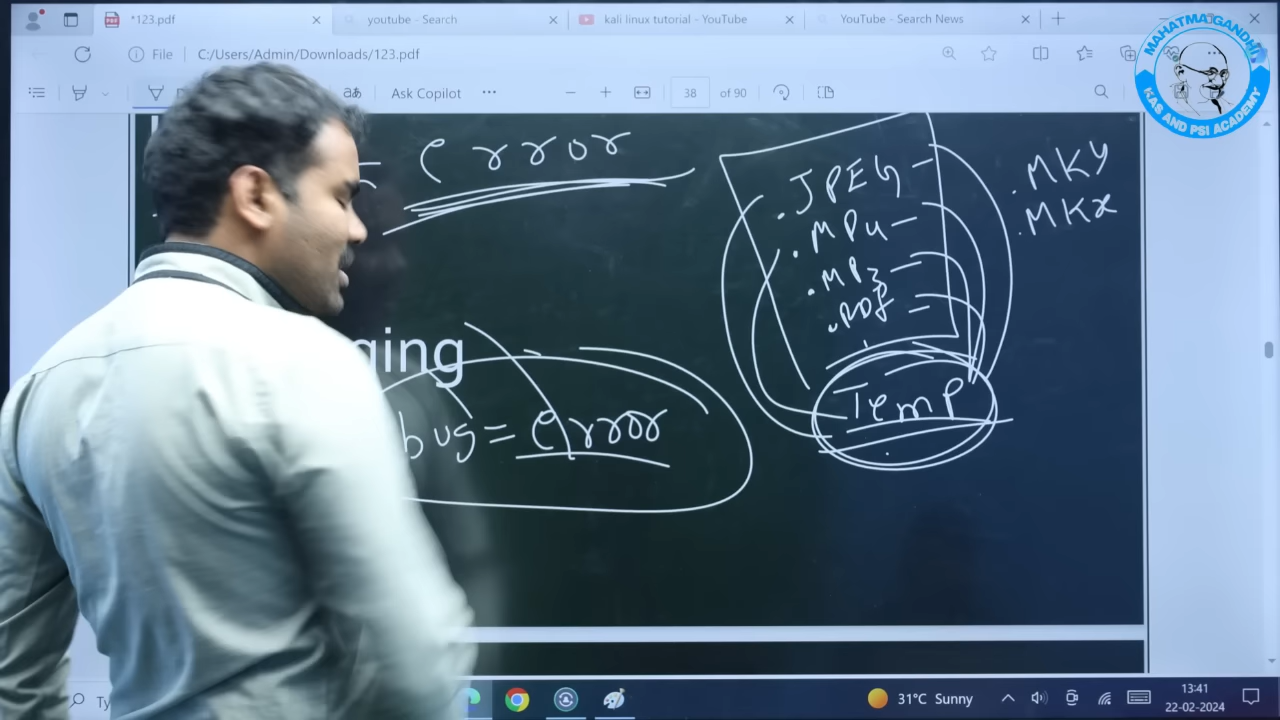 *123.pdf
youtube - Search
kali linux tutorial - YouTube
YouTube - Search News
File
C:/Users/Admin/Downloads/123.pdf
Ask Copilot
38 of 90
MAHATMA GANDHI
KAS AND PSI ACADEMY
= error
.JPEG
.MP4
.MP3
.PDF
Temp
.MKV
.MKX
ging
bug = error
Ty
31°C Sunny
13:41
22-02-2024